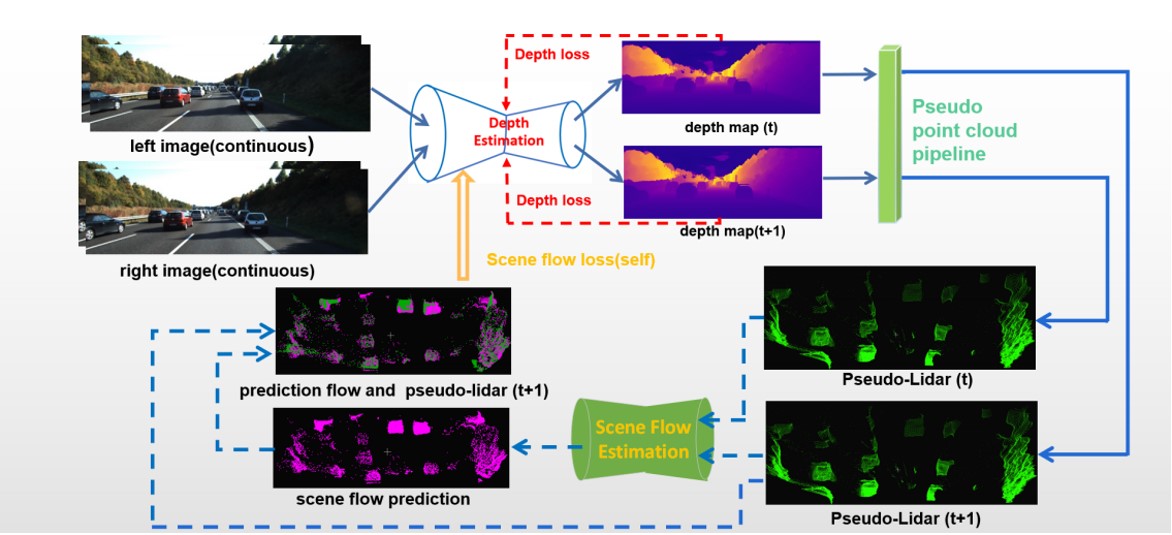 left image(continuous)
right image(continuous)
Depth loss
Depth
Estimation
Depth loss
depth map (t)
depth map(t+1)
Pseudo
point cloud
pipeline
Scene flow loss(self)
prediction flow and pseudo-lidar (t+1)
scene flow prediction
Scene Flow
Estimation
Pseudo-Lidar (t)
Pseudo-Lidar (t+1)